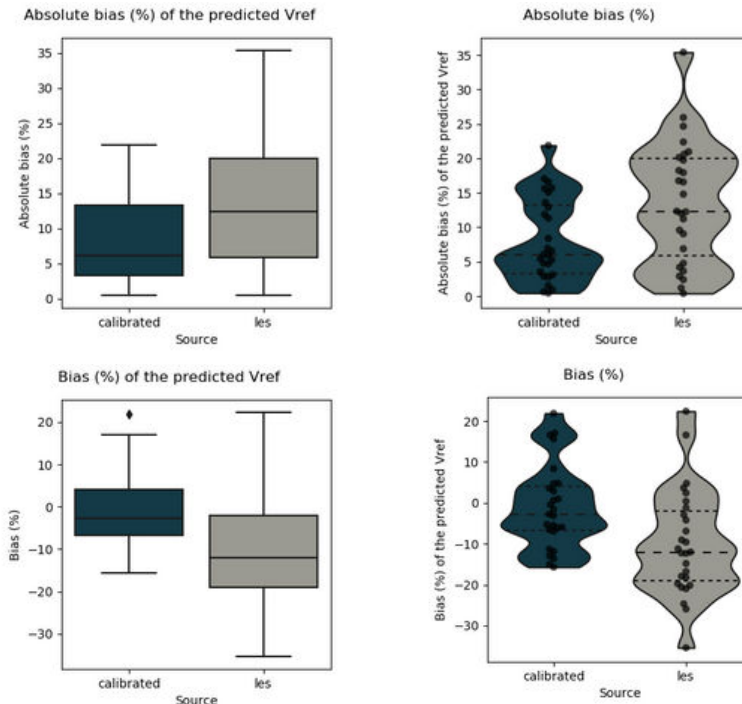 Absolute bias (%) of the predicted Vref
35
30
25
20
15
10
5
0
Absolute bias (%)
calibrated
les
Source
Absolute bias (%)
35
30
25
20
15
10
5
0
Absolute bias (%) of the predicted Vref
calibrated
les
Source
Bias (%) of the predicted Vref
20
10
0
−10
−20
−30
Bias (%)
calibrated
les
Source
Bias (%)
20
10
0
−10
−20
−30
Bias (%) of the predicted Vref
calibrated
les
Source